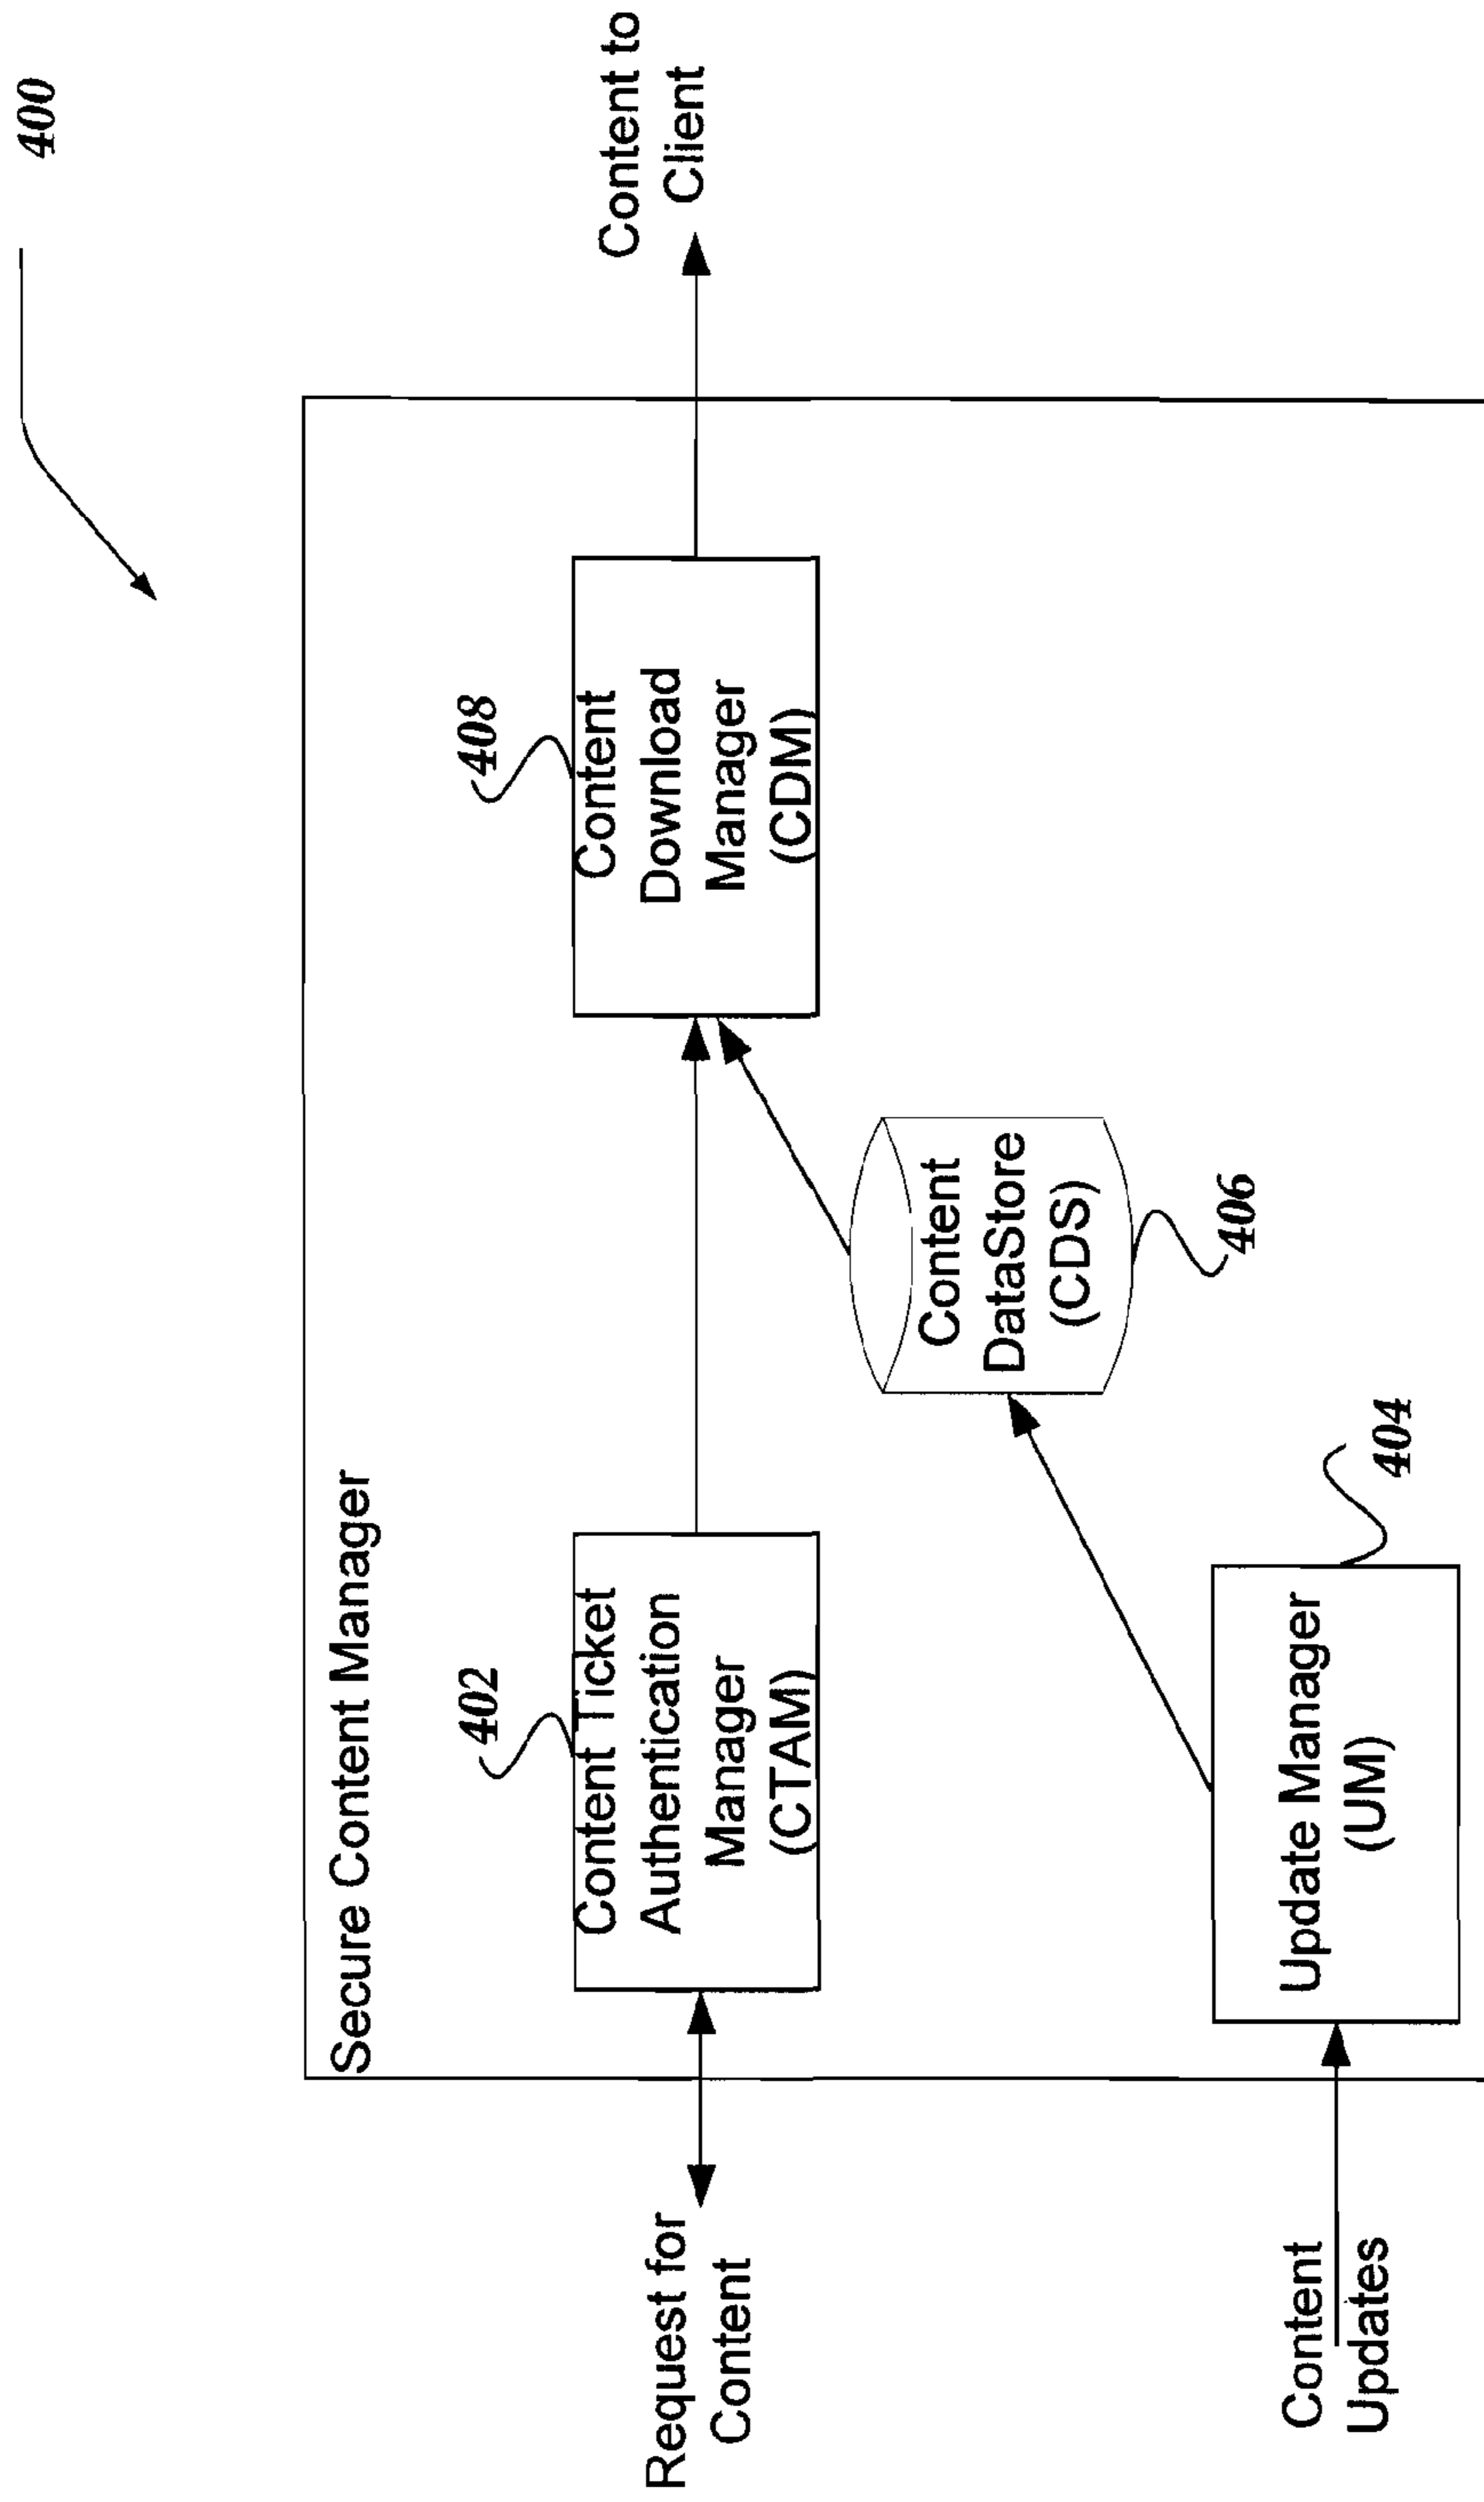 400
Secure Content Manager
402
408
Request for
Content
Content Ticket
Authentication
Manager
(CTAM)
Content
Download
Manager
(CDM)
Content to
Client
Content
DataStore
(CDS)
406
Content
Updates
Update Manager
(UM)
404